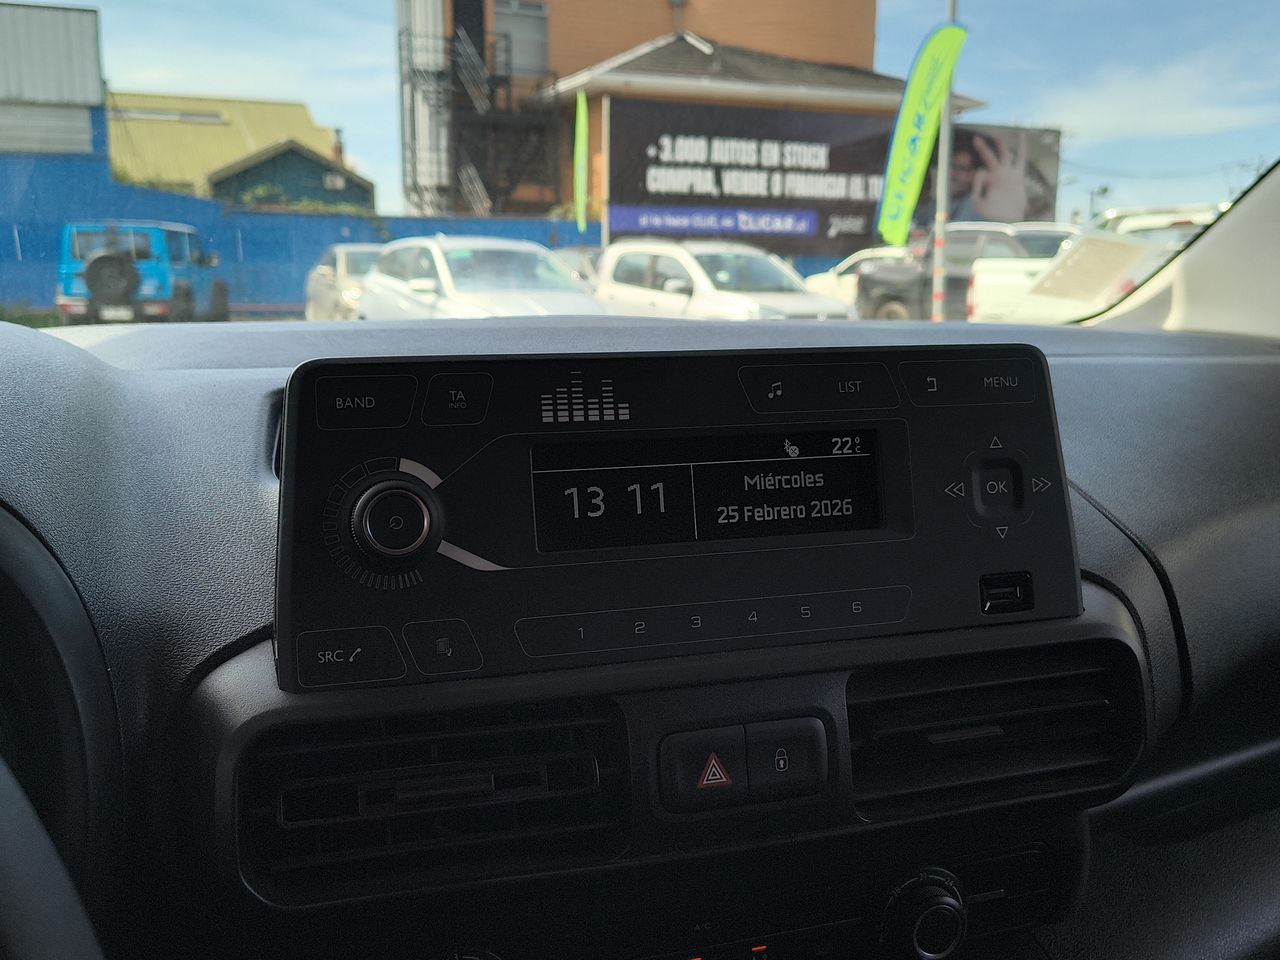 + 3.000 AUTOS EN STOCK
COMPRA, VENDE O FINANCIA
CLICAR
BAND
TA
INFO
LIST
MENU
22°C
13 11
Miércoles
25 Febrero 2026
OK
1 2 3 4 5 6
SRC
A/C